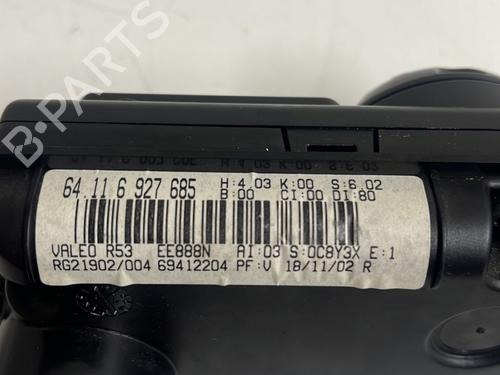 B-PARTS
64.11 6 927 685 H:4.03 K:00 S:6.02
B:00 CI:00 DI:80
VALEO R53 EE888N AI:03 S:0C8Y3X E:1
RG21902/004 69412204 PF:V 18/11/02 R